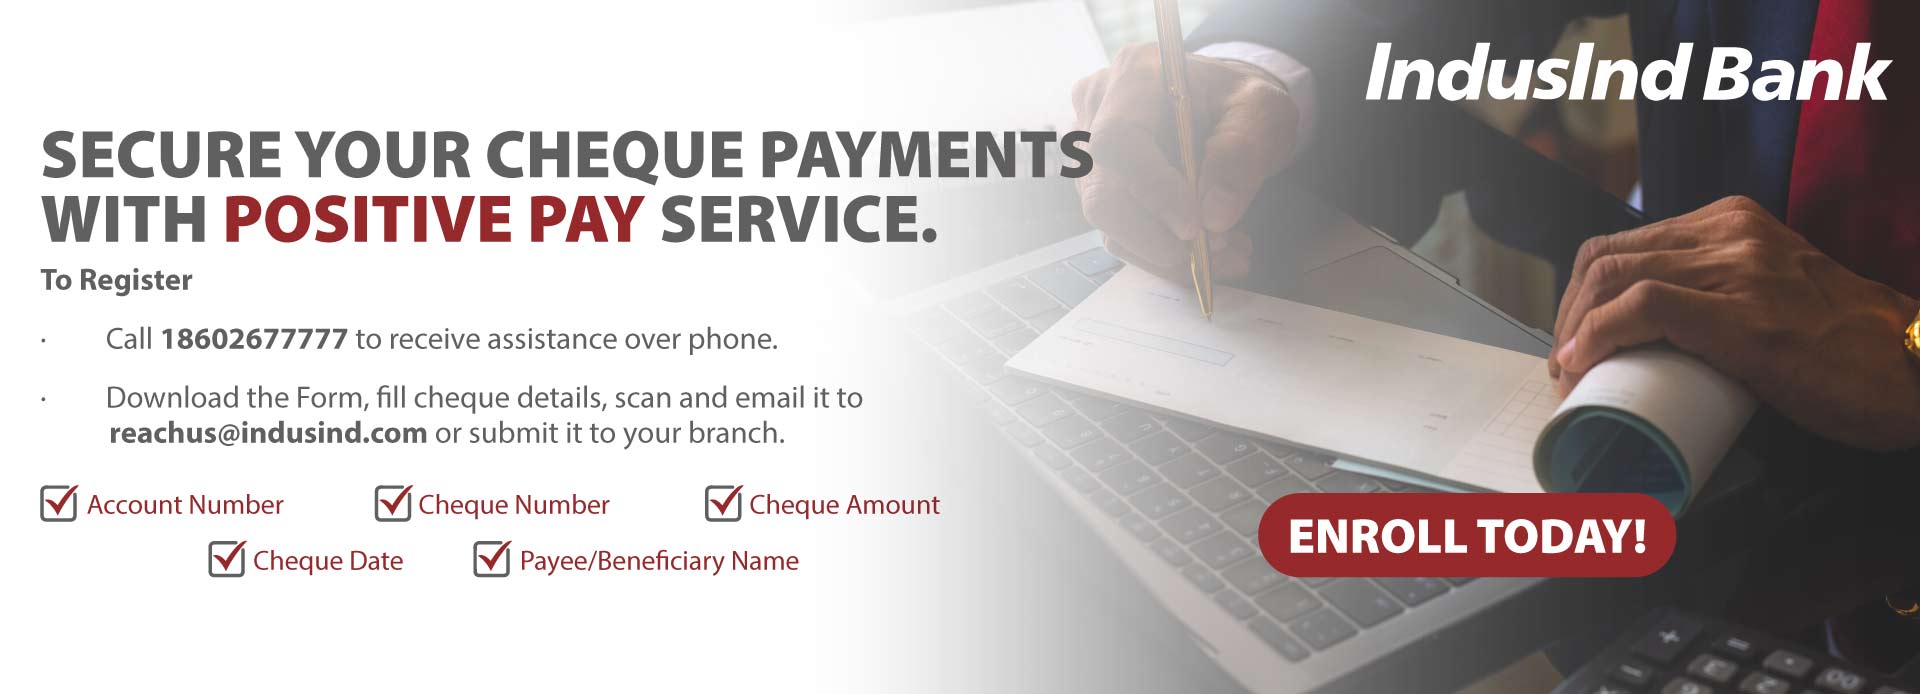 IndusInd Bank
SECURE YOUR CHEQUE PAYMENTS
WITH POSITIVE PAY SERVICE.
To Register
· Call 18602677777 to receive assistance over phone.
· Download the Form, fill cheque details, scan and email it to
reachus@indusind.com or submit it to your branch.
Account Number Cheque Number Cheque Amount
Cheque Date Payee/Beneficiary Name
ENROLL TODAY!